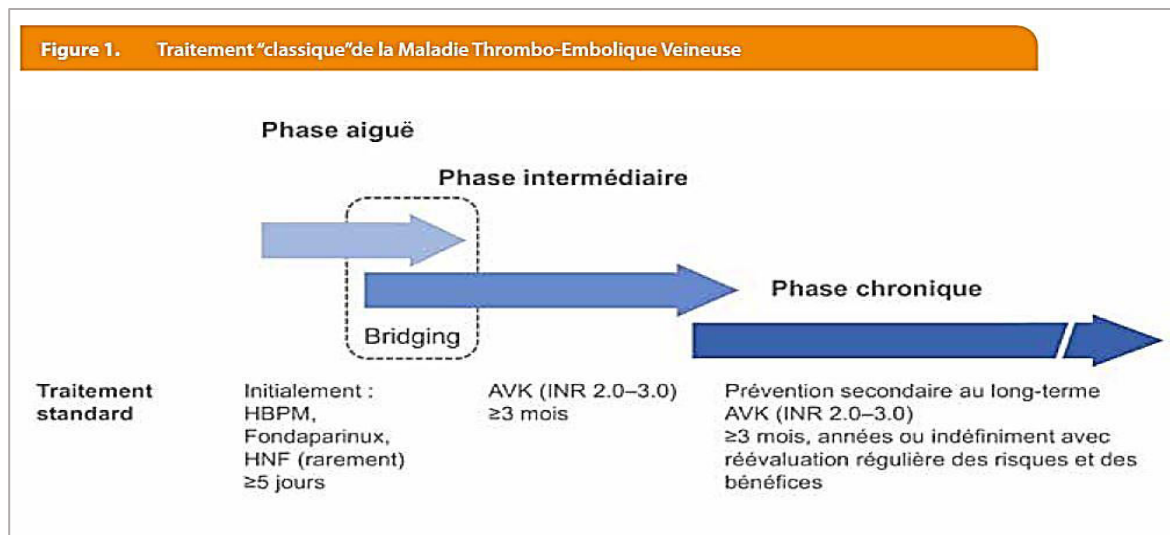 Figure 1. Traitement "classique"de la Maladie Thrombo-Embolique Veineuse
Phase aiguë
Phase intermédiaire
Bridging
Phase chronique
Traitement
standard
Initialement :
HBPM,
Fondaparinux,
HNF (rarement)
≥5 jours
AVK (INR 2.0–3.0)
≥3 mois
Prévention secondaire au long-terme
AVK (INR 2.0–3.0)
≥3 mois, années ou indéfiniment avec
réévaluation régulière des risques et des
bénéfices